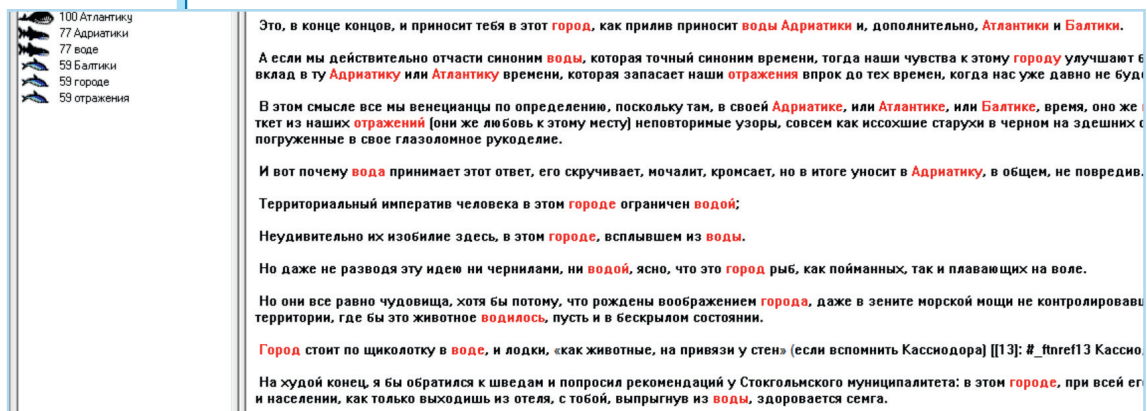 100 Атлантику
77 Адриатики
77 воде
59 Балтики
59 городе
59 отражения
Это, в конце концов, и приносит тебя в этот город, как прилив приносит воды Адриатики и, дополнительно, Атлантики и Балтики.
А если мы действительно отчасти синоним воды, которая точный синоним времени, тогда наши чувства к этому городу улучшают
вклад в ту Адриатику или Атлантику времени, которая запасает наши отражения впрок до тех времен, когда нас уже давно не
В этом смысле все мы венецианцы по определению, поскольку там, в своей Адриатике, или Атлантике, или Балтике, время, оно же
ткет из наших отражений (они же любовь к этому месту) неповторимые узоры, совсем как иссохшие старухи в черном на здешних
погруженные в свое глазоломное рукоделие.
И вот почему вода принимает этот ответ, его скручивает, мочалит, кромсает, но в итоге уносит в Адриатику, в общем, не повредив.
Территориальный императив человека в этом городе ограничен водой;
Неудивительно их изобилие здесь, в этом городе, всплывшем из воды.
Но даже не разводя эту идею ни чернилами, ни водой, ясно, что это город рыб, как пойманных, так и плавающих на воле.
Но они все равно чудовища, хотя бы потому, что рождены воображением города, даже в зените морской мощи не
территории, где бы это животное водилось, пусть и в бескрылом состоянии.
Город стоит по щиколотку в воде, и лодки, «как животные, на привязи у стен» (если вспомнить Кассиодора) [[13]: #_ftnref13
На худой конец, я бы обратился к шведам и попросил рекомендаций у Стокгольмского муниципалитета: в этом городе, при всей
и населении, как только выходишь из отеля, с тобой, выпрыгнув из воды, здоровается семга.